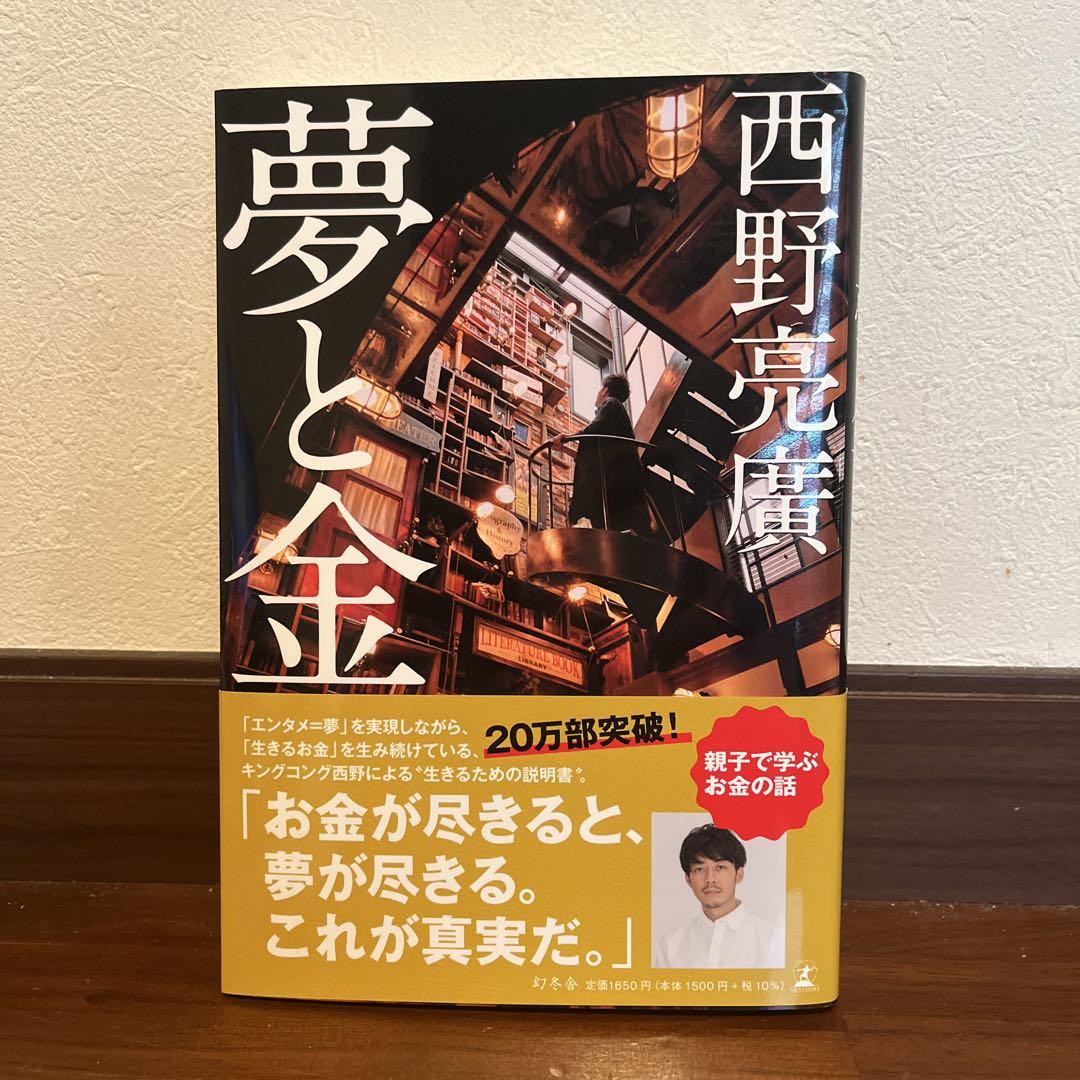 夢と金
西野亮廣
THEATER
Biography
&
History
LITERATURE BOOK
LIBRARY
「エンタメ=夢」を実現しながら、
「生きるお金」を生み続けている、
キングコング西野による〝生きるための説明書〟。
20万部突破!
親子で学ぶ
お金の話
「お金が尽きると、
夢が尽きる。
これが真実だ。」
幻冬舎 定価1650円(本体1500円+税10%)
GENTOSHA